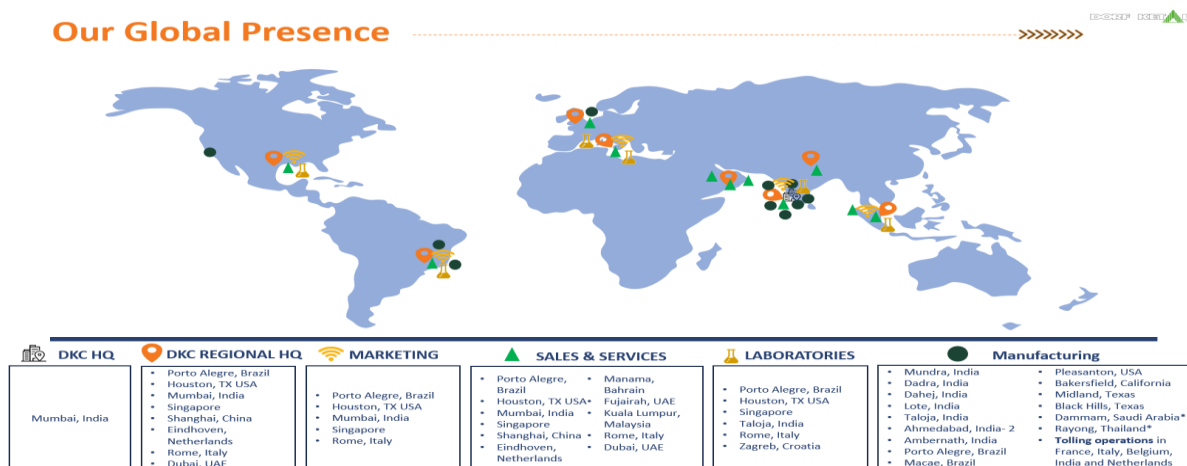 Our Global Presence
DORF KETAL
DKC HQ
Mumbai, India
DKC REGIONAL HQ
• Porto Alegre, Brazil
• Houston, TX USA
• Mumbai, India
• Singapore
• Shanghai, China
• Eindhoven,
Netherlands
• Rome, Italy
• Dubai, UAE
MARKETING
• Porto Alegre, Brazil
• Houston, TX USA
• Mumbai, India
• Singapore
• Rome, Italy
SALES & SERVICES
• Porto Alegre,
Brazil
• Houston, TX USA
• Mumbai, India
• Singapore
• Shanghai, China
• Eindhoven,
Netherlands
• Manama,
Bahrain
• Fujairah, UAE
• Kuala Lumpur,
Malaysia
• Rome, Italy
• Dubai, UAE
LABORATORIES
• Porto Alegre, Brazil
• Houston, TX USA
• Singapore
• Taloja, India
• Rome, Italy
• Zagreb, Croatia
Manufacturing
• Mundra, India
• Dadra, India
• Dahej, India
• Lote, India
• Taloja, India
• Ahmedabad, India- 2
• Ambernath, India
• Porto Alegre, Brazil
• Macae, Brazil
• Pleasanton, USA
• Bakersfield, California
• Midland, Texas
• Black Hills, Texas
• Dammam, Saudi Arabia*
• Rayong, Thailand*
• Tolling operations in
France, Italy, Belgium,
India and Netherlands